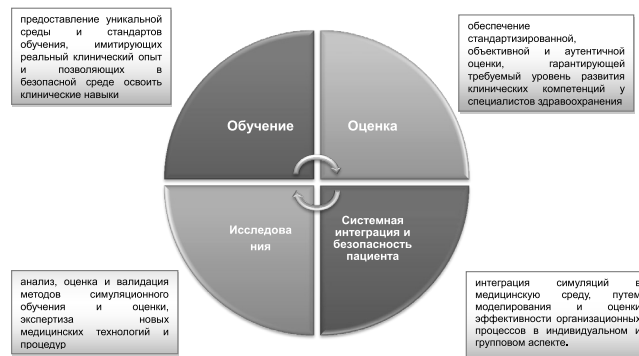 предоставление уникальной
среды и стандартов
обучения, имитирующих
реальный клинический опыт
и позволяющих в
безопасной среде освоить
клинические навыки
обеспечение
стандартизированной,
объективной и аутентичной
оценки, гарантирующей
требуемый уровень развития
клинических компетенций у
специалистов здравоохранения
Обучение
Оценка
Исследова
ния
Системная
интеграция и
безопасность
пациента
анализ, оценка и валидация
методов симуляционного
обучения и оценки,
экспертиза новых
медицинских технологий и
процедур
интеграция симуляций в
медицинскую среду, путем
моделирования и оценки
эффективности организационных
процессов в индивидуальном и
групповом аспекте.